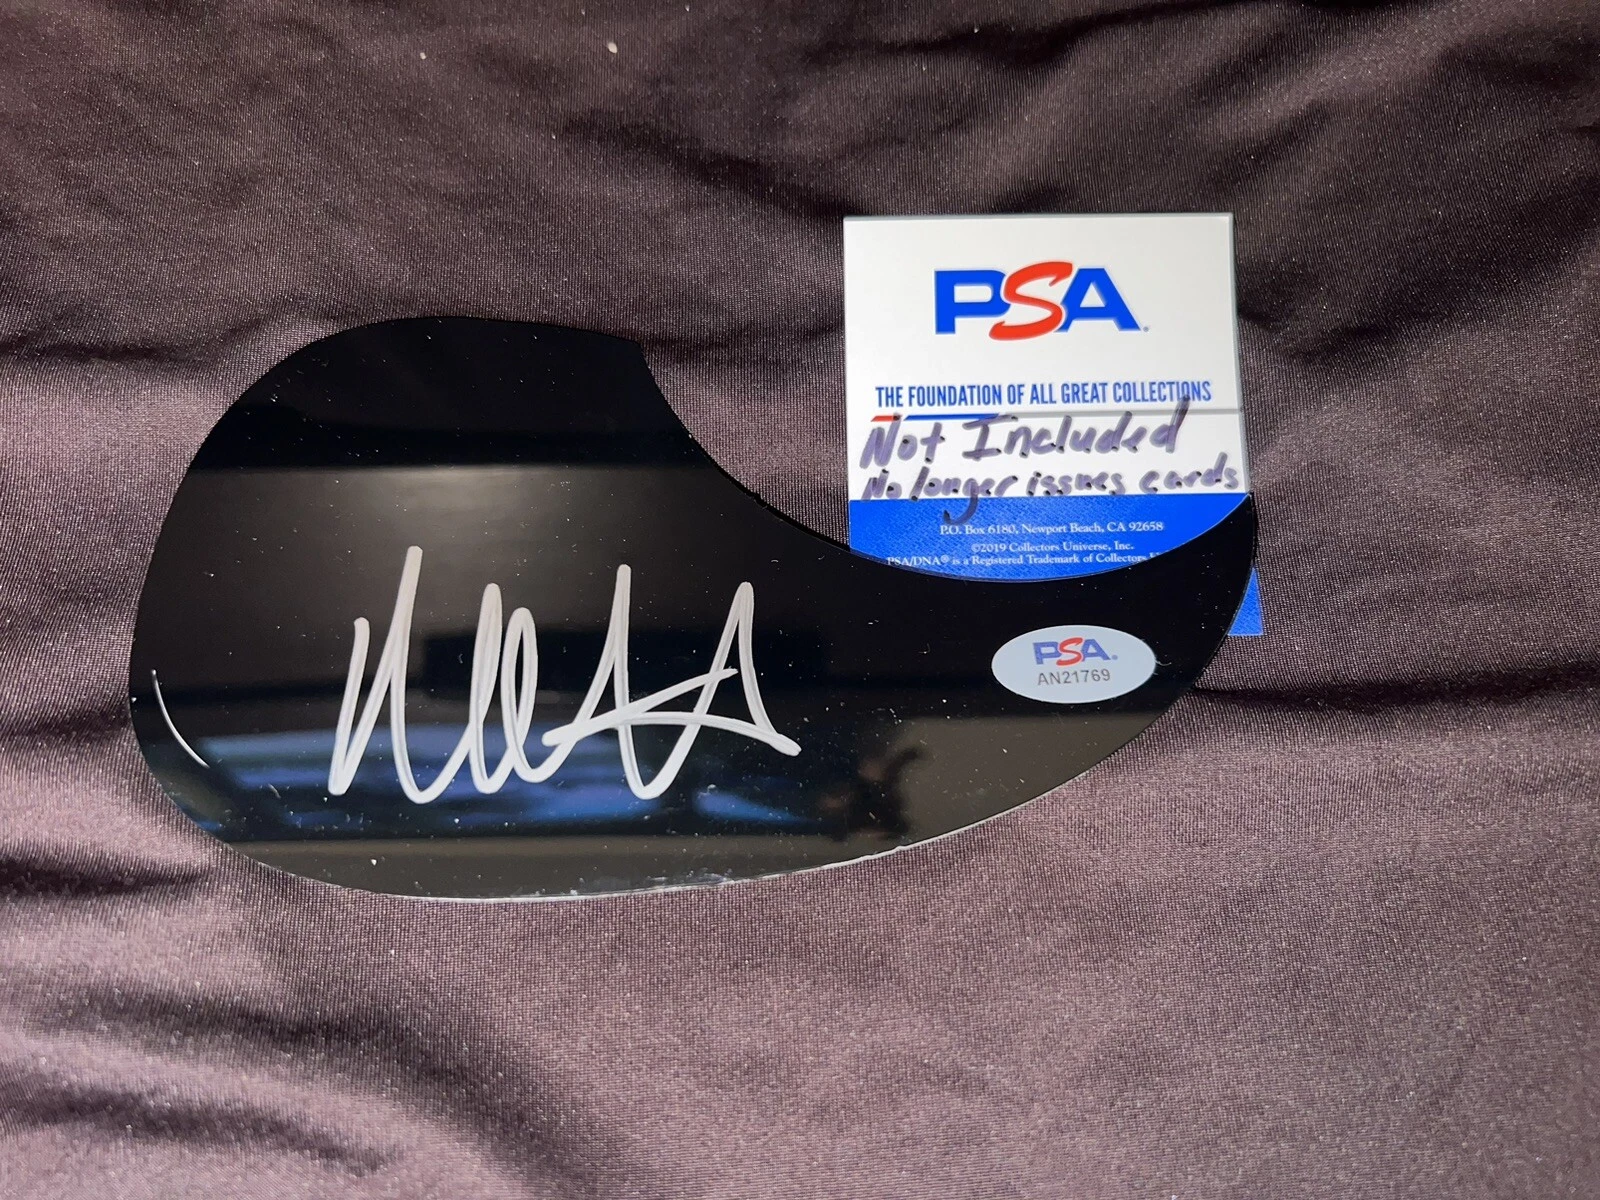 PSA
THE FOUNDATION OF ALL GREAT COLLECTIONS
Not Included
No longer issues cards
P.O. Box 6180, Newport Beach, CA 92658
©2019 Collectors Universe, Inc.
PSA/DNA® is a Registered Trademark of Collectors
PSA
AN21769